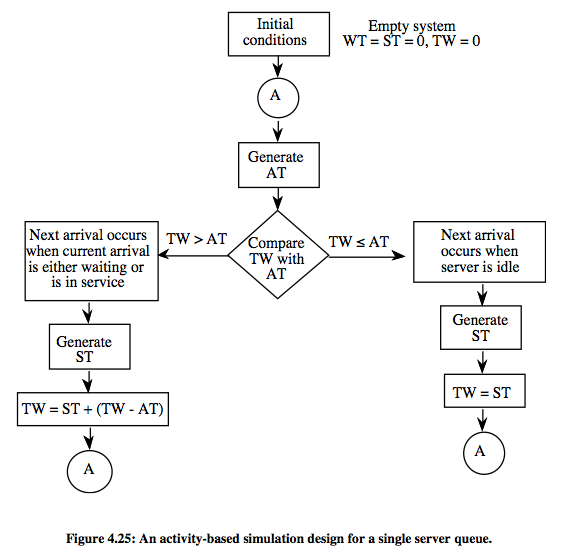 Initial
conditions
Empty system
WT = ST = 0, TW = 0
A
Generate
AT
Compare
TW with
AT
TW > AT
TW ≤ AT
Next arrival occurs
when current arrival
is either waiting or
is in service
Generate
ST
TW = ST + (TW - AT)
A
Next arrival
occurs when
server is idle
Generate
ST
TW = ST
A
Figure 4.25: An activity-based simulation design for a single server queue.